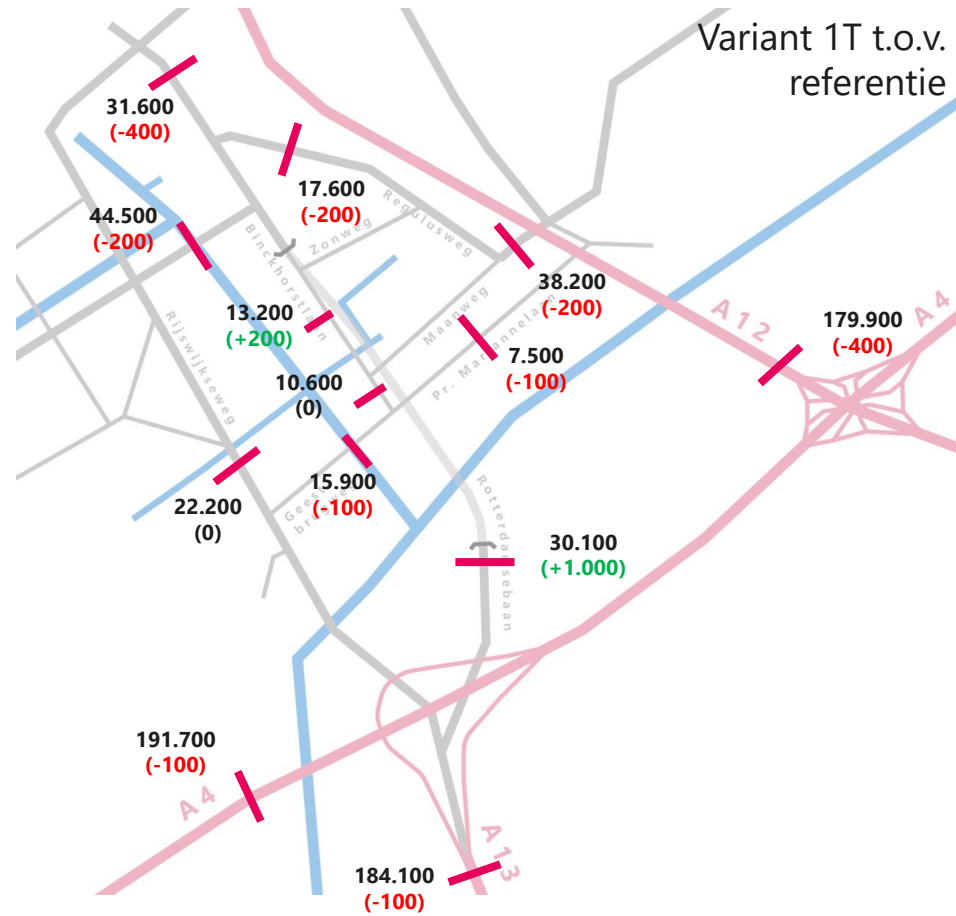 Variant 1T t.o.v.
referentie
31.600
(-400)
17.600
(-200)
44.500
(-200)
Regulusweg
Zonweg
Binckhorstlaan
38.200
(-200)
13.200
(+200)
Maanweg
Pr. Mariannelaan
A12
A4
179.900
(-400)
Rijswijkseweg
7.500
(-100)
10.600
(0)
15.900
(-100)
22.200
(0)
Rotterdamsebaan
30.100
(+1.000)
191.700
(-100)
A4
A13
184.100
(-100)